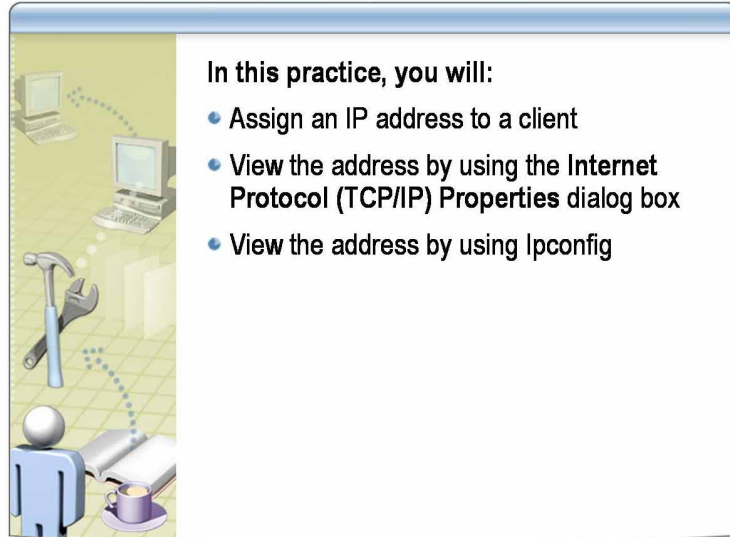 In this practice, you will:
Assign an IP address to a client
View the address by using the Internet
Protocol (TCP/IP) Properties dialog box
View the address by using Ipconfig